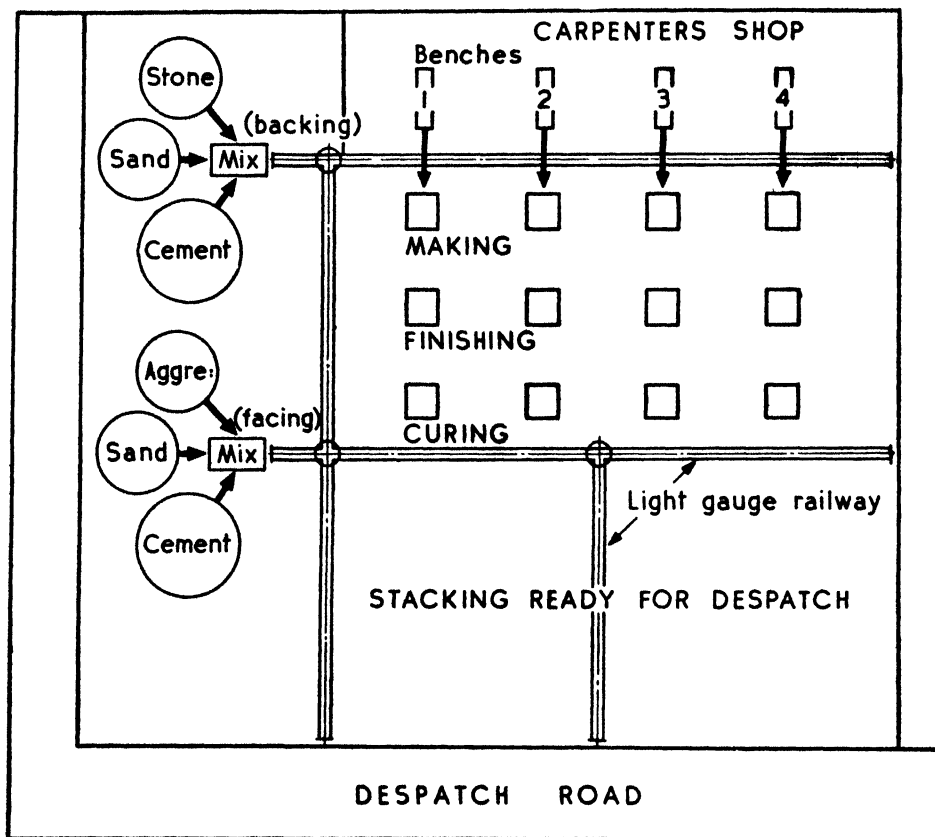 CARPENTERS SHOP
Benches
1
2
3
4
Stone
(backing)
Sand
Mix
Cement
MAKING
FINISHING
Aggre:
(facing)
CURING
Sand
Mix
Light gauge railway
Cement
STACKING READY FOR DESPATCH
DESPATCH ROAD